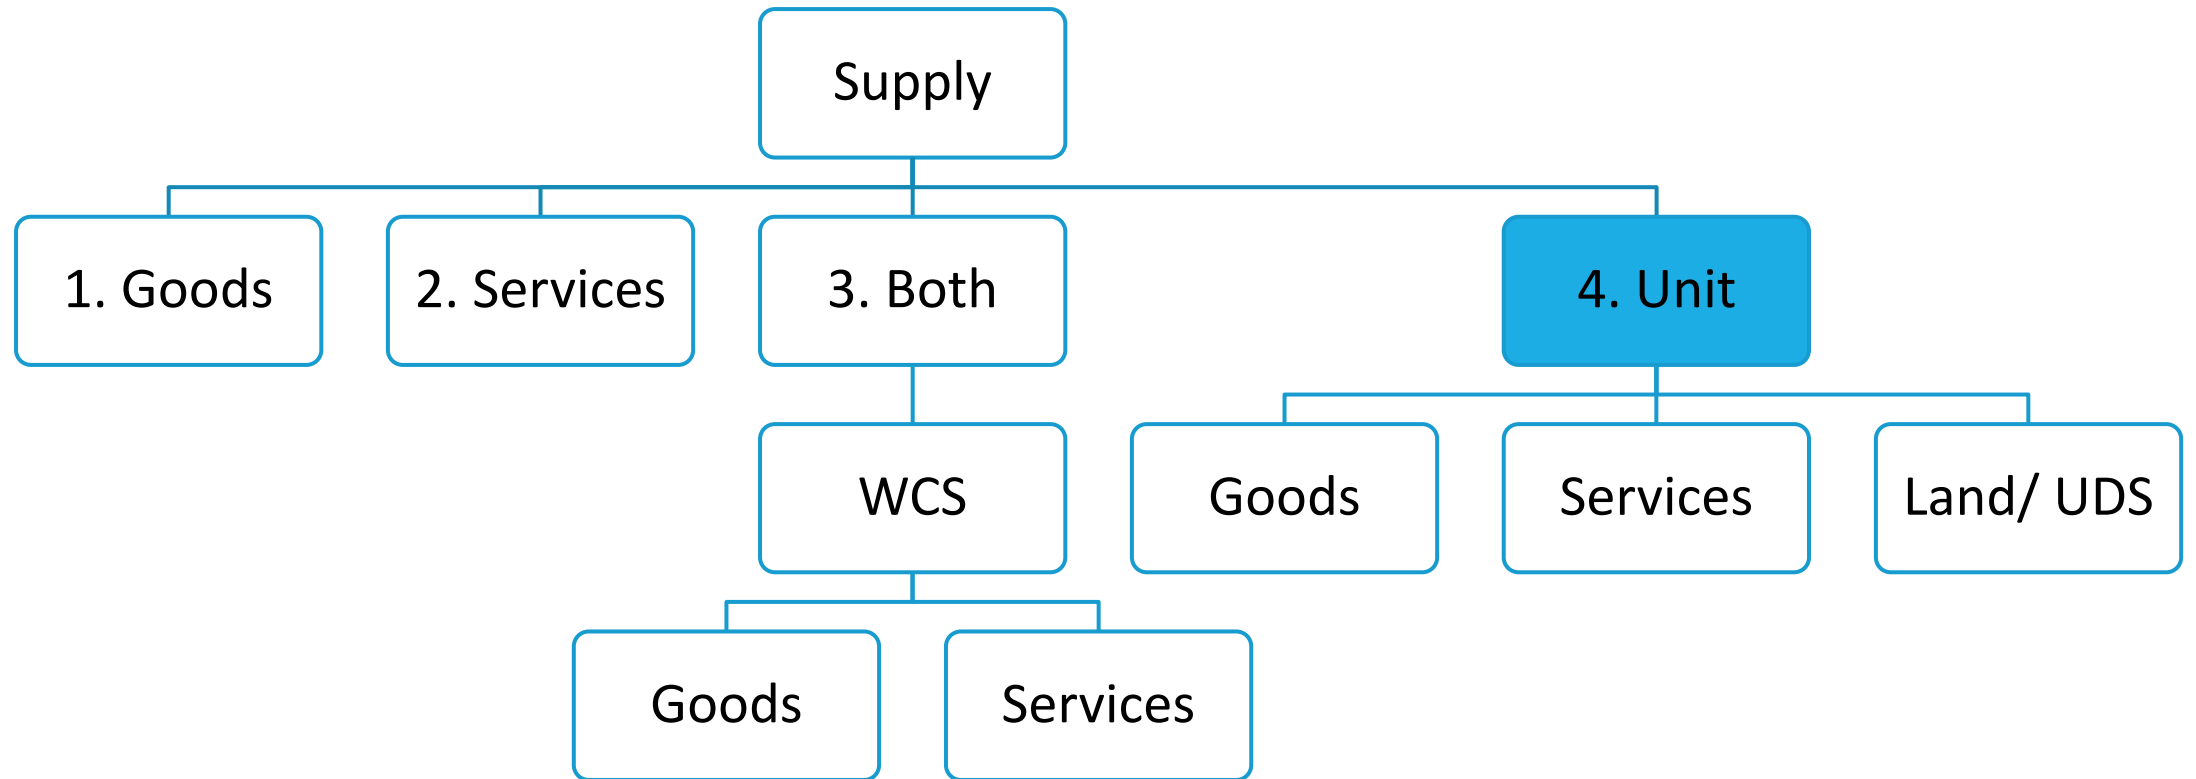 Supply
1. Goods
2. Services
3. Both
4. Unit
WCS
Goods
Services
Land/ UDS
Goods
Services